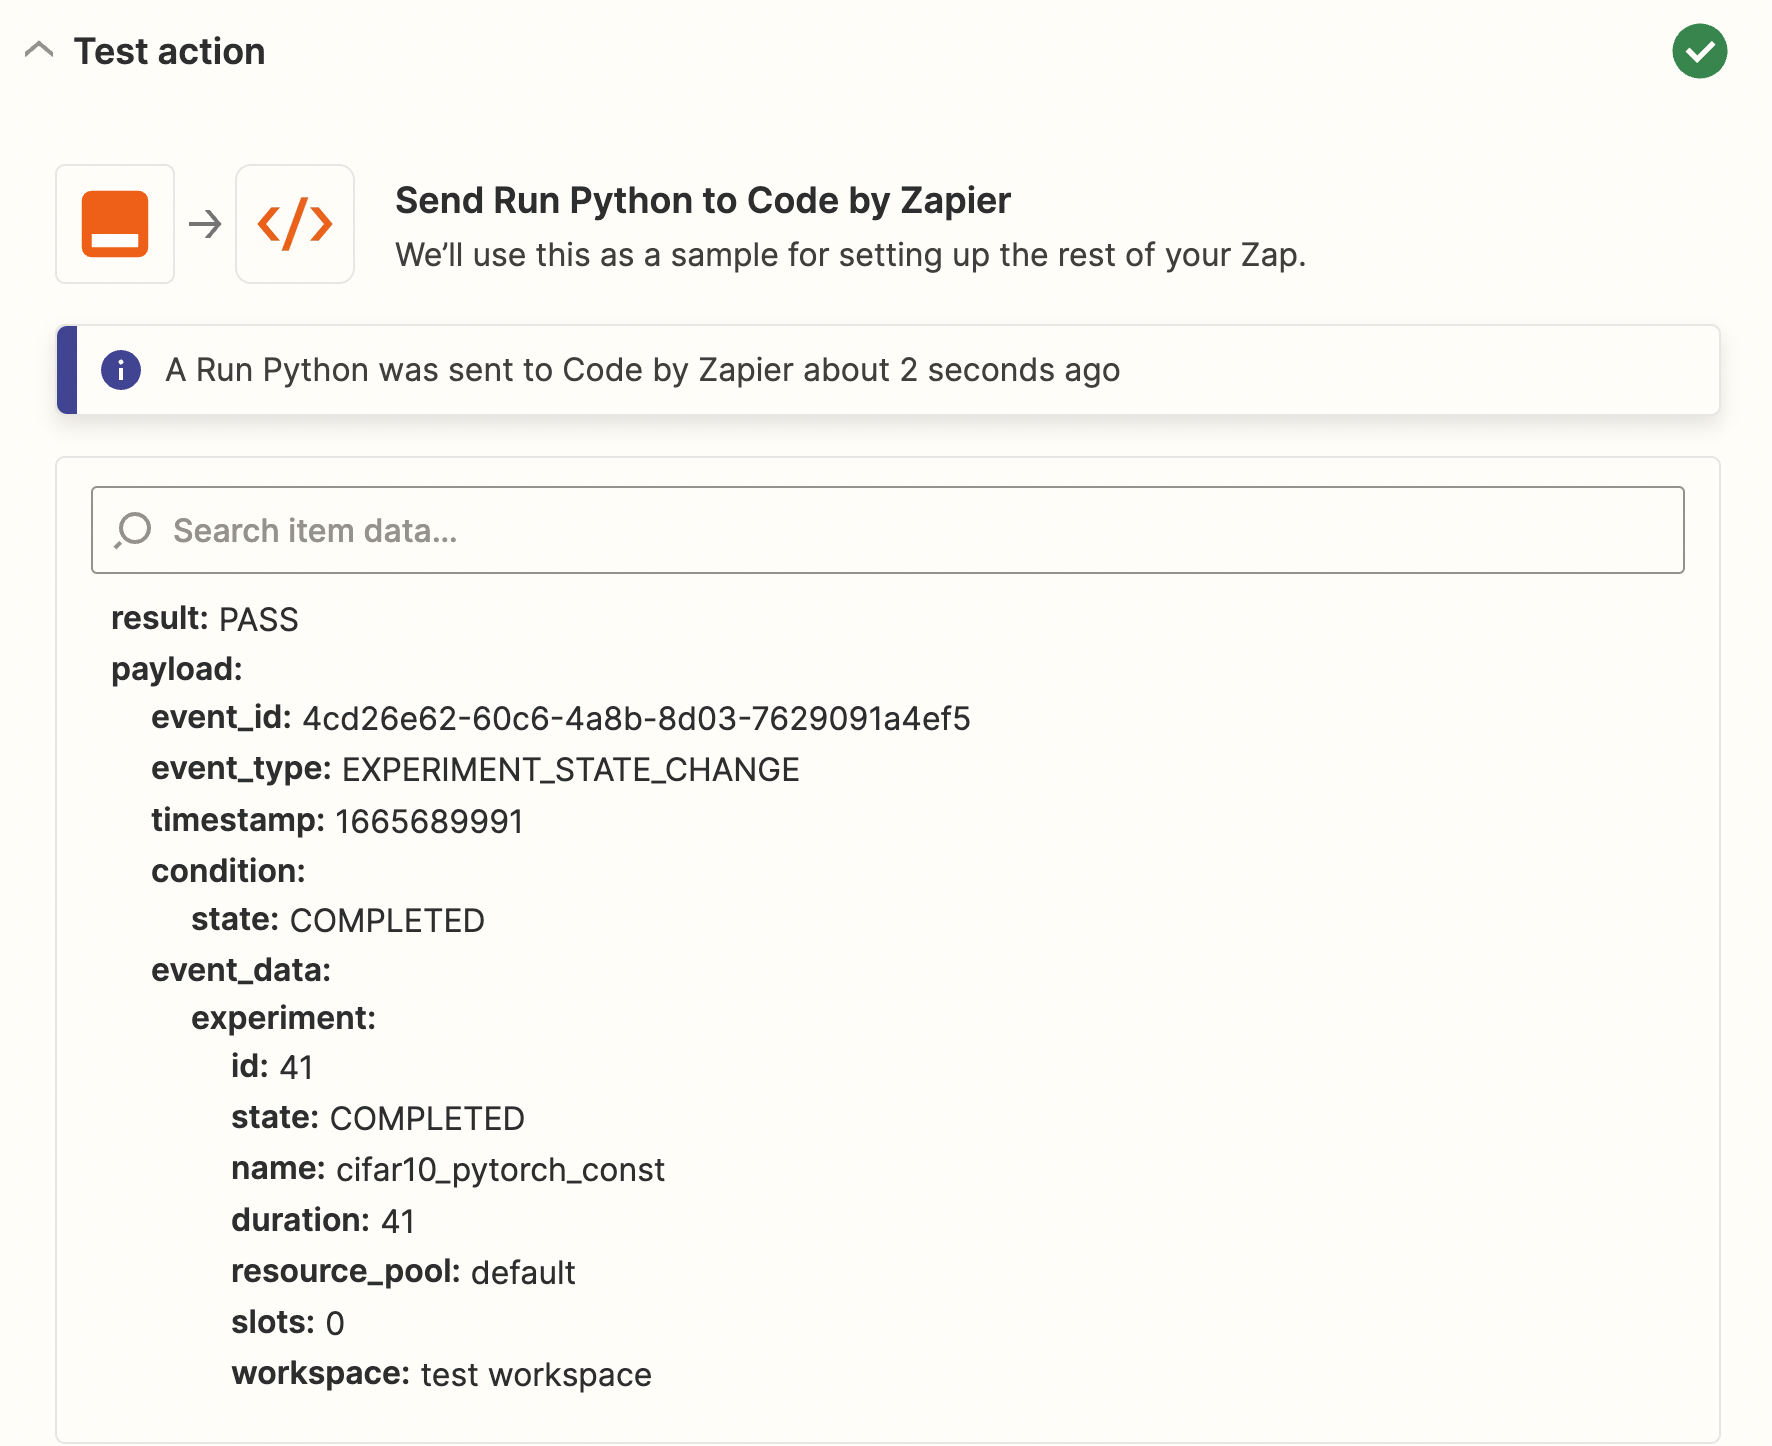 Test action
Send Run Python to Code by Zapier
We’ll use this as a sample for setting up the rest of your Zap.
A Run Python was sent to Code by Zapier about 2 seconds ago
Search item data...
result: PASS
payload:
event_id: 4cd26e62-60c6-4a8b-8d03-7629091a4ef5
event_type: EXPERIMENT_STATE_CHANGE
timestamp: 1665689991
condition:
state: COMPLETED
event_data:
experiment:
id: 41
state: COMPLETED
name: cifar10_pytorch_const
duration: 41
resource_pool: default
slots: 0
workspace: test workspace